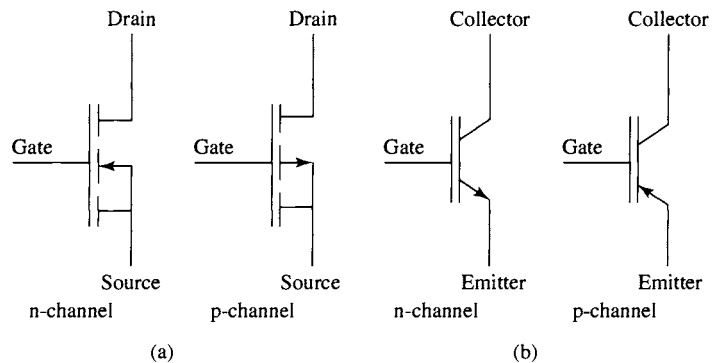 Drain
Drain
Collector
Collector
Gate
Gate
Gate
Gate
Source
Source
Emitter
Emitter
n-channel
p-channel
n-channel
p-channel
(a)
(b)